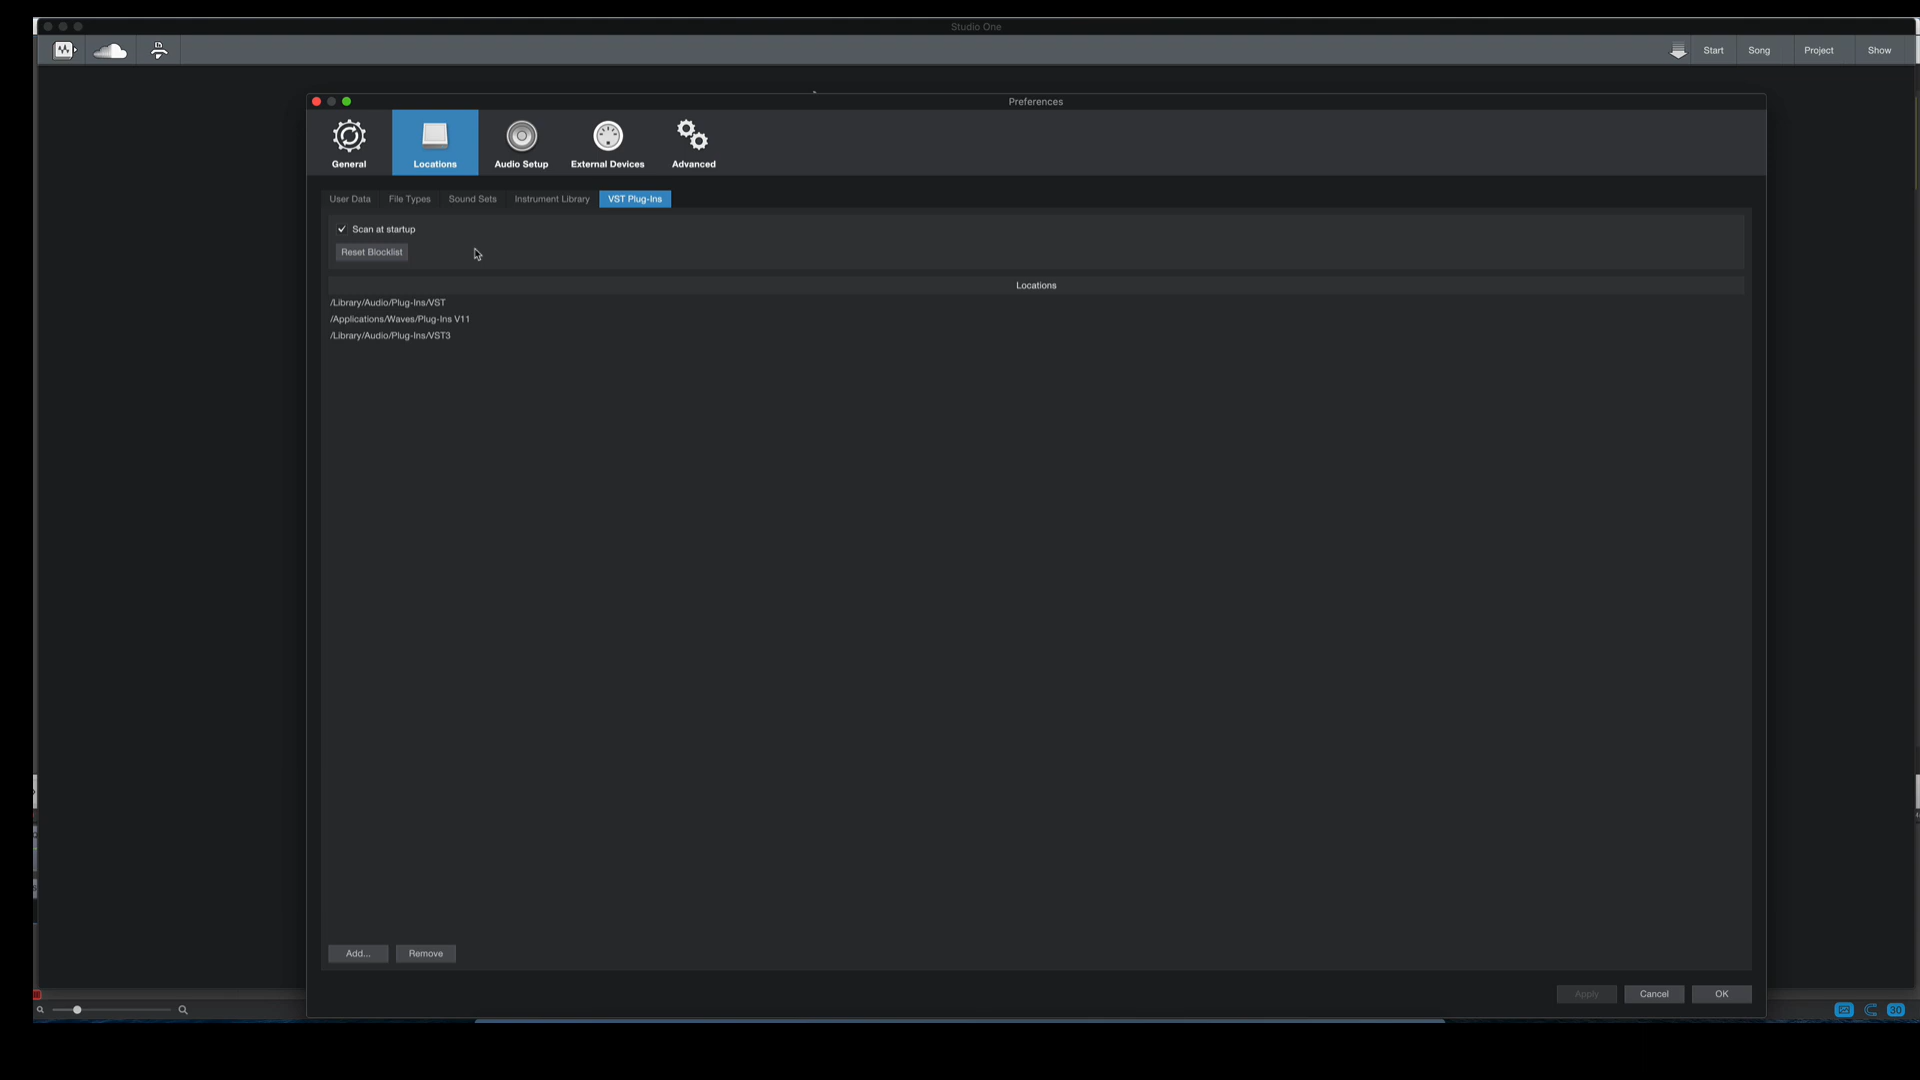 Studio One
Start Song Project Show
Preferences
General Locations Audio Setup External Devices Advanced
User Data File Types Sound Sets Instrument Library VST Plug-Ins
Scan at startup
Reset Blocklist
Locations
/Library/Audio/Plug-Ins/VST
/Applications/Waves/Plug-Ins V11
/Library/Audio/Plug-Ins/VST3
Add... Remove
Apply Cancel OK
30